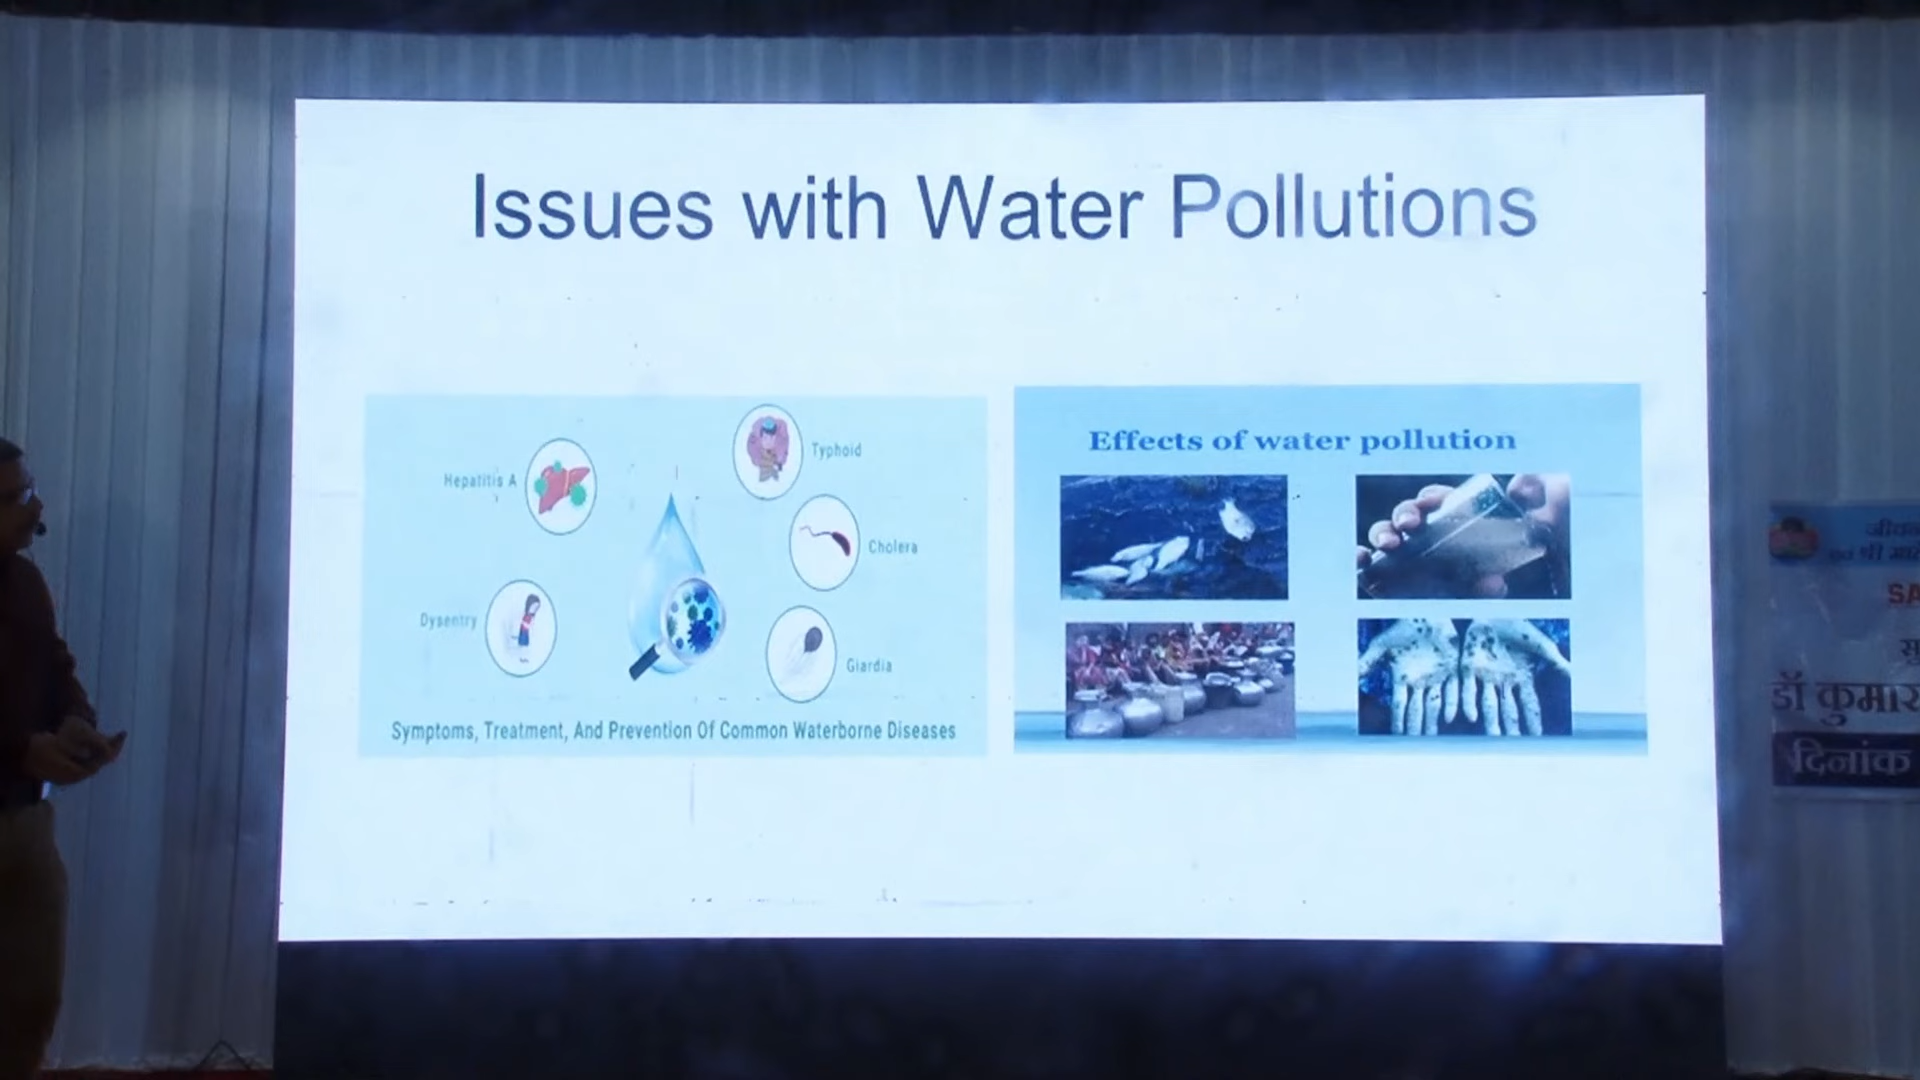 Issues with Water Pollutions
Typhoid
Hepatitis A
Cholera
Dysentry
Giardia
Symptoms, Treatment, And Prevention Of Common Waterborne Diseases
Effects of water pollution
एवं श्री
डॉ कुमार
दिनांक